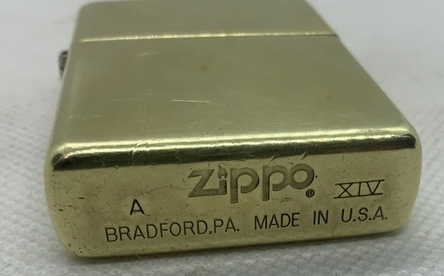 Zippo®
A XIV
BRADFORD,PA. MADE IN U.S.A.